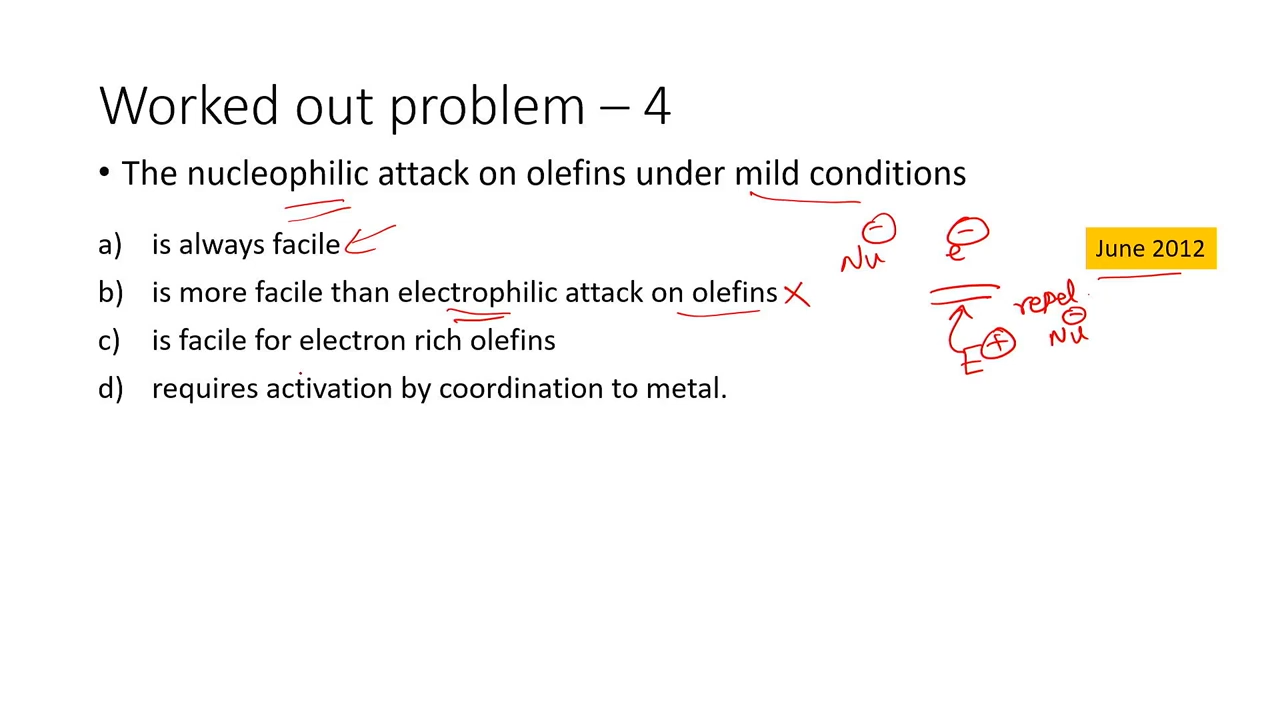 Worked out problem – 4
• The nucleophilic attack on olefins under mild conditions
a) is always facile
b) is more facile than electrophilic attack on olefins
c) is facile for electron rich olefins
d) requires activation by coordination to metal.
June 2012
Nu −
e −
repel
Nu −
E +